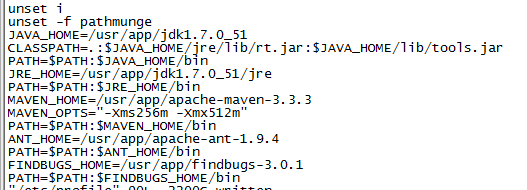 unset i
unset -f pathmunge
JAVA_HOME=/usr/app/jdk1.7.0_51
CLASSPATH=.:$JAVA_HOME/jre/lib/rt.jar:$JAVA_HOME/lib/tools.jar
PATH=$PATH:$JAVA_HOME/bin
JRE_HOME=/usr/app/jdk1.7.0_51/jre
PATH=$PATH:$JRE_HOME/bin
MAVEN_HOME=/usr/app/apache-maven-3.3.3
MAVEN_OPTS="-Xms256m -Xmx512m"
PATH=$PATH:$MAVEN_HOME/bin
ANT_HOME=/usr/app/apache-ant-1.9.4
PATH=$PATH:$ANT_HOME/bin
FINDBUGS_HOME=/usr/app/findbugs-3.0.1
PATH=$PATH:$FINDBUGS_HOME/bin
"/etc/profile" written